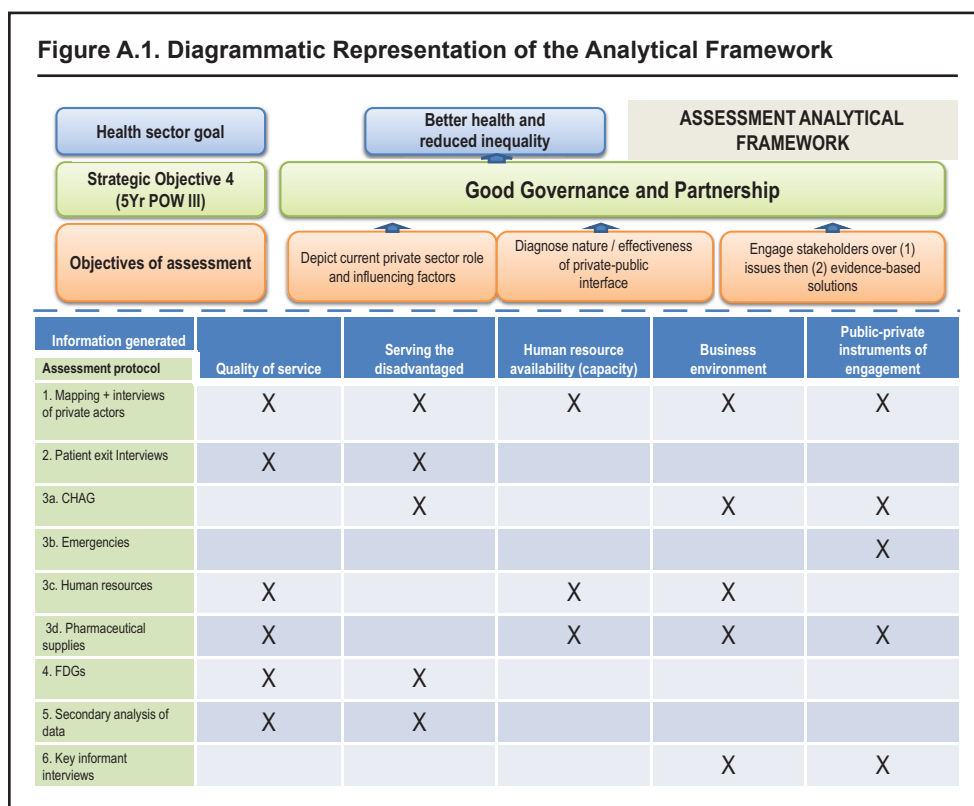 Figure A.1. Diagrammatic Representation of the Analytical Framework
Health sector goal
Better health and
reduced inequality
ASSESSMENT ANALYTICAL
FRAMEWORK
Strategic Objective 4
(5Yr POW III)
Good Governance and Partnership
Objectives of assessment
Depict current private sector role
and influencing factors
Diagnose nature / effectiveness
of private-public
interface
Engage stakeholders over (1)
issues then (2) evidence-based
solutions
Information generated
Assessment protocol
Quality of service
Serving the
disadvantaged
Human resource
availability (capacity)
Business
environment
Public-private
instruments of
engagement
1. Mapping + interviews
of private actors
X X X X X
2. Patient exit Interviews
X X
3a. CHAG
X X X
3b. Emergencies
X
3c. Human resources
X X X
3d. Pharmaceutical
supplies
X X X X
4. FDGs
X X
5. Secondary analysis of
data
X X
6. Key informant
interviews
X X